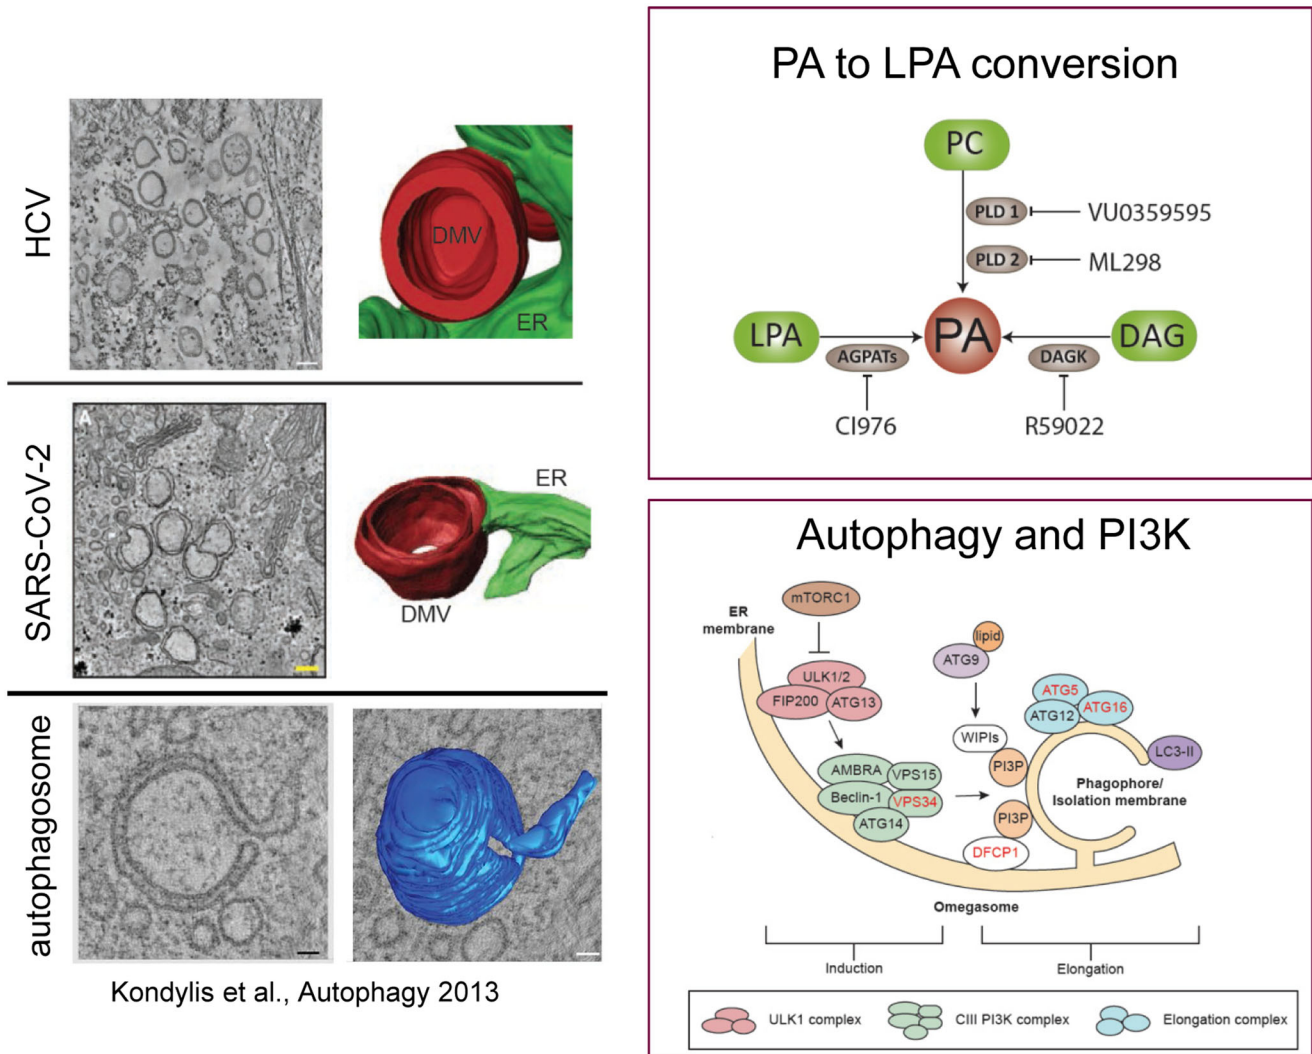 HCV
DMV
ER
SARS-CoV-2
A
ER
DMV
autophagosome
Kondylis et al., Autophagy 2013
PA to LPA conversion
PC
PLD 1
VU0359595
PLD 2
ML298
LPA
PA
DAG
AGPATs
DAGK
CI976
R59022
Autophagy and PI3K
mTORC1
ER
membrane
lipid
ATG9
ULK1/2
FIP200
ATG13
ATG5
ATG12
ATG16
WIPIs
LC3-II
PI3P
AMBRA
VPS15
Phagophore/
Isolation membrane
Beclin-1
VPS34
PI3P
ATG14
DFCP1
Omegasome
Induction
Elongation
ULK1 complex
CIII PI3K complex
Elongation complex